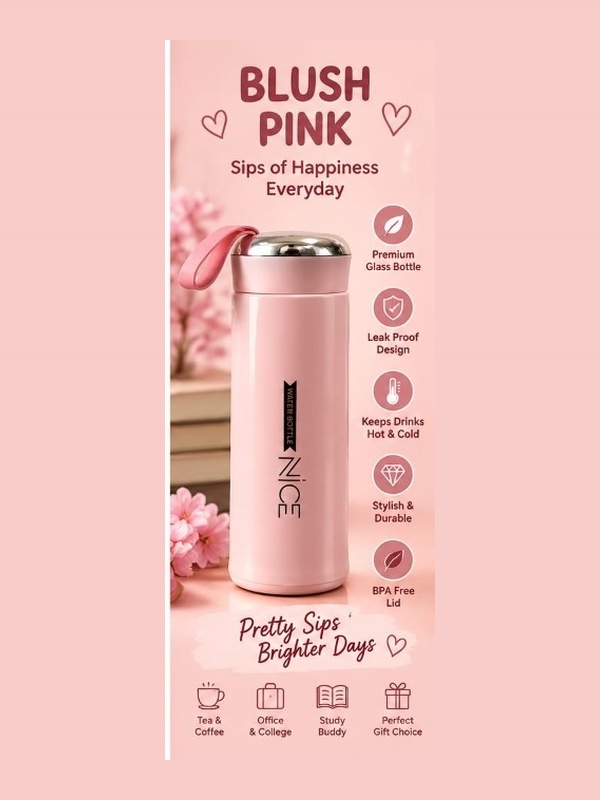 BLUSH
PINK
Sips of Happiness
Everyday
Premium
Glass Bottle
Leak Proof
Design
Keeps Drinks
Hot & Cold
Stylish &
Durable
BPA Free
Lid
WATER BOTTLE
NICE
Pretty Sips
Brighter Days
Tea &
Coffee
Office
& College
Study
Buddy
Perfect
Gift Choice